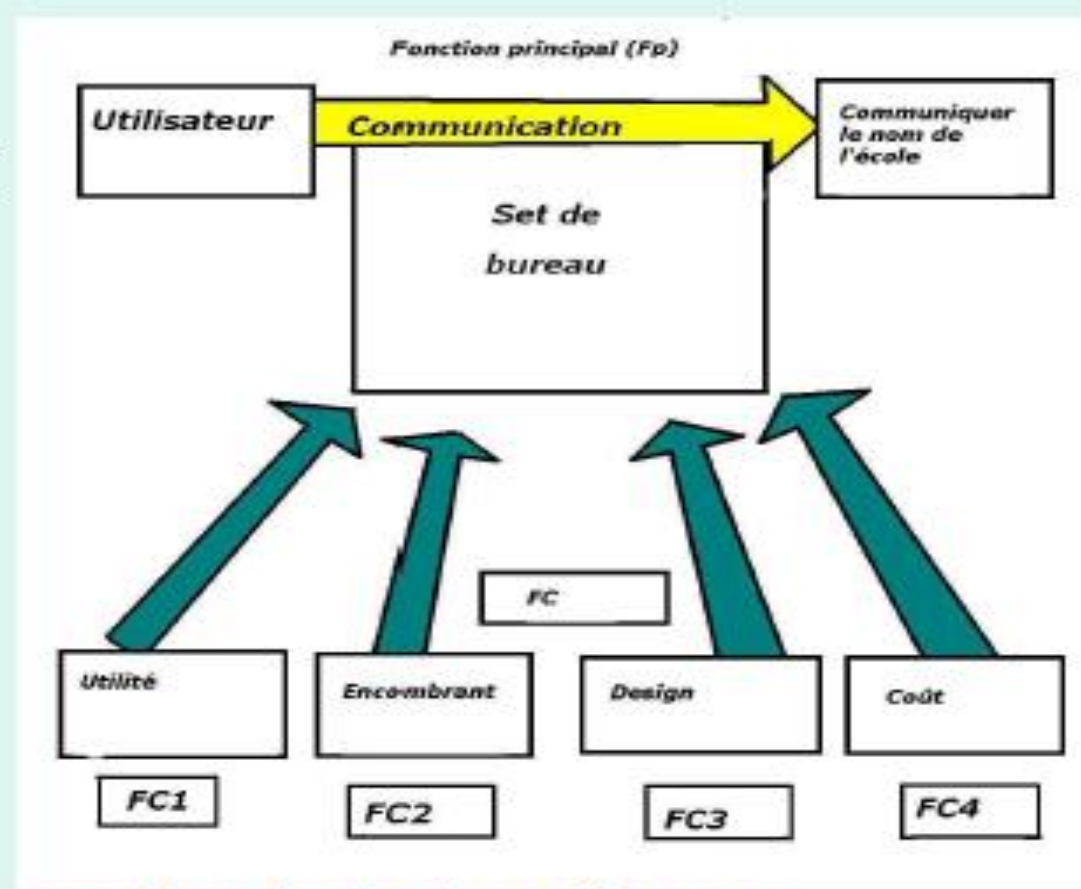 Fonction principal (Fp)
Utilisateur
Communication
Communiquer
le nom de
l'école
Set de
bureau
FC
Utilité
Encombrant
Design
Coût
FC1
FC2
FC3
FC4